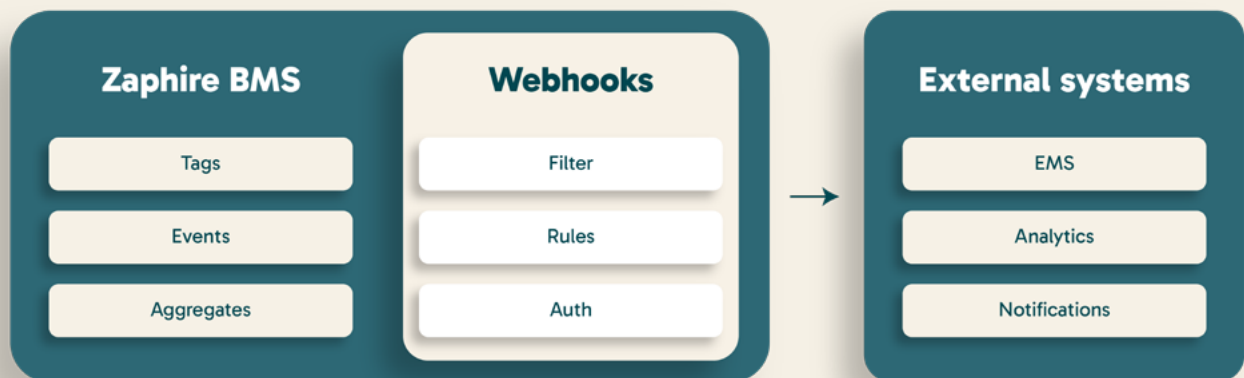 Zaphire BMS
Tags
Events
Aggregates
Webhooks
Filter
Rules
Auth
External systems
EMS
Analytics
Notifications